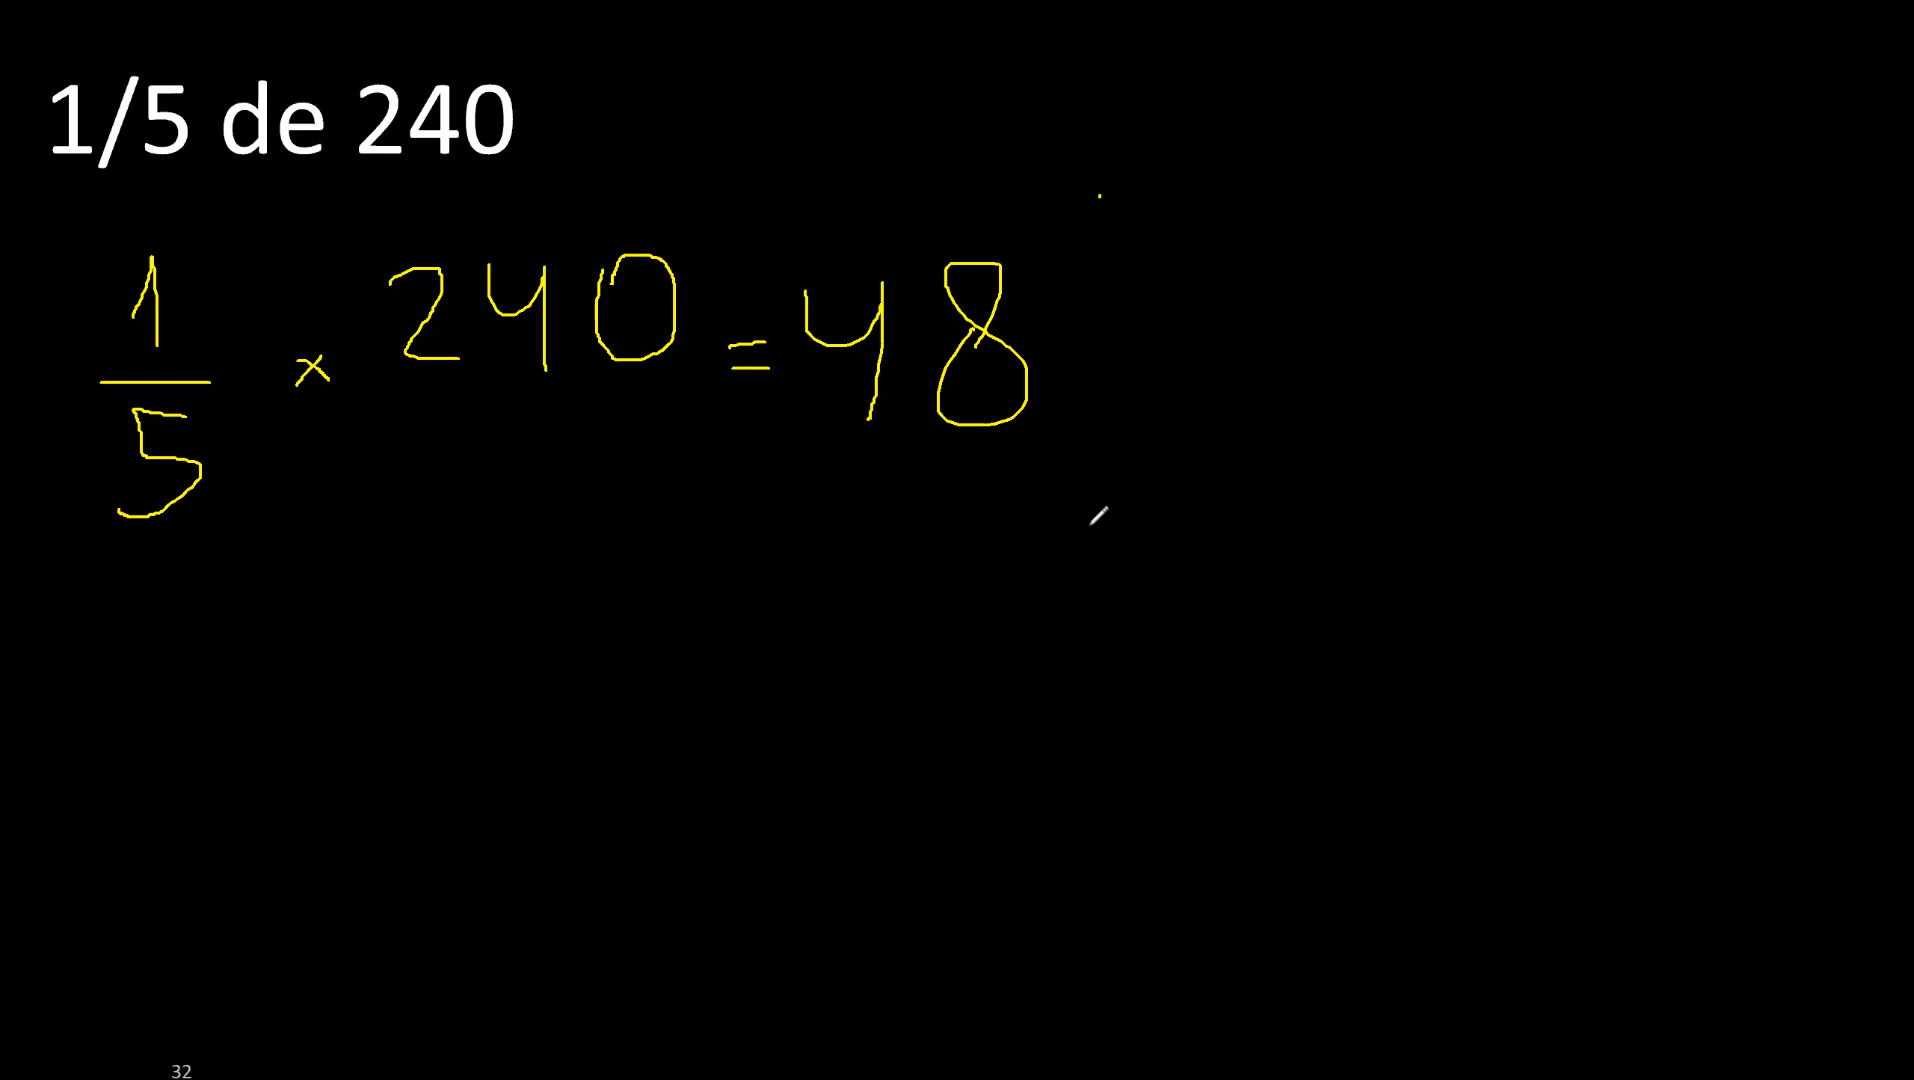 1/5 de 240
1/5 × 240 = 48
32